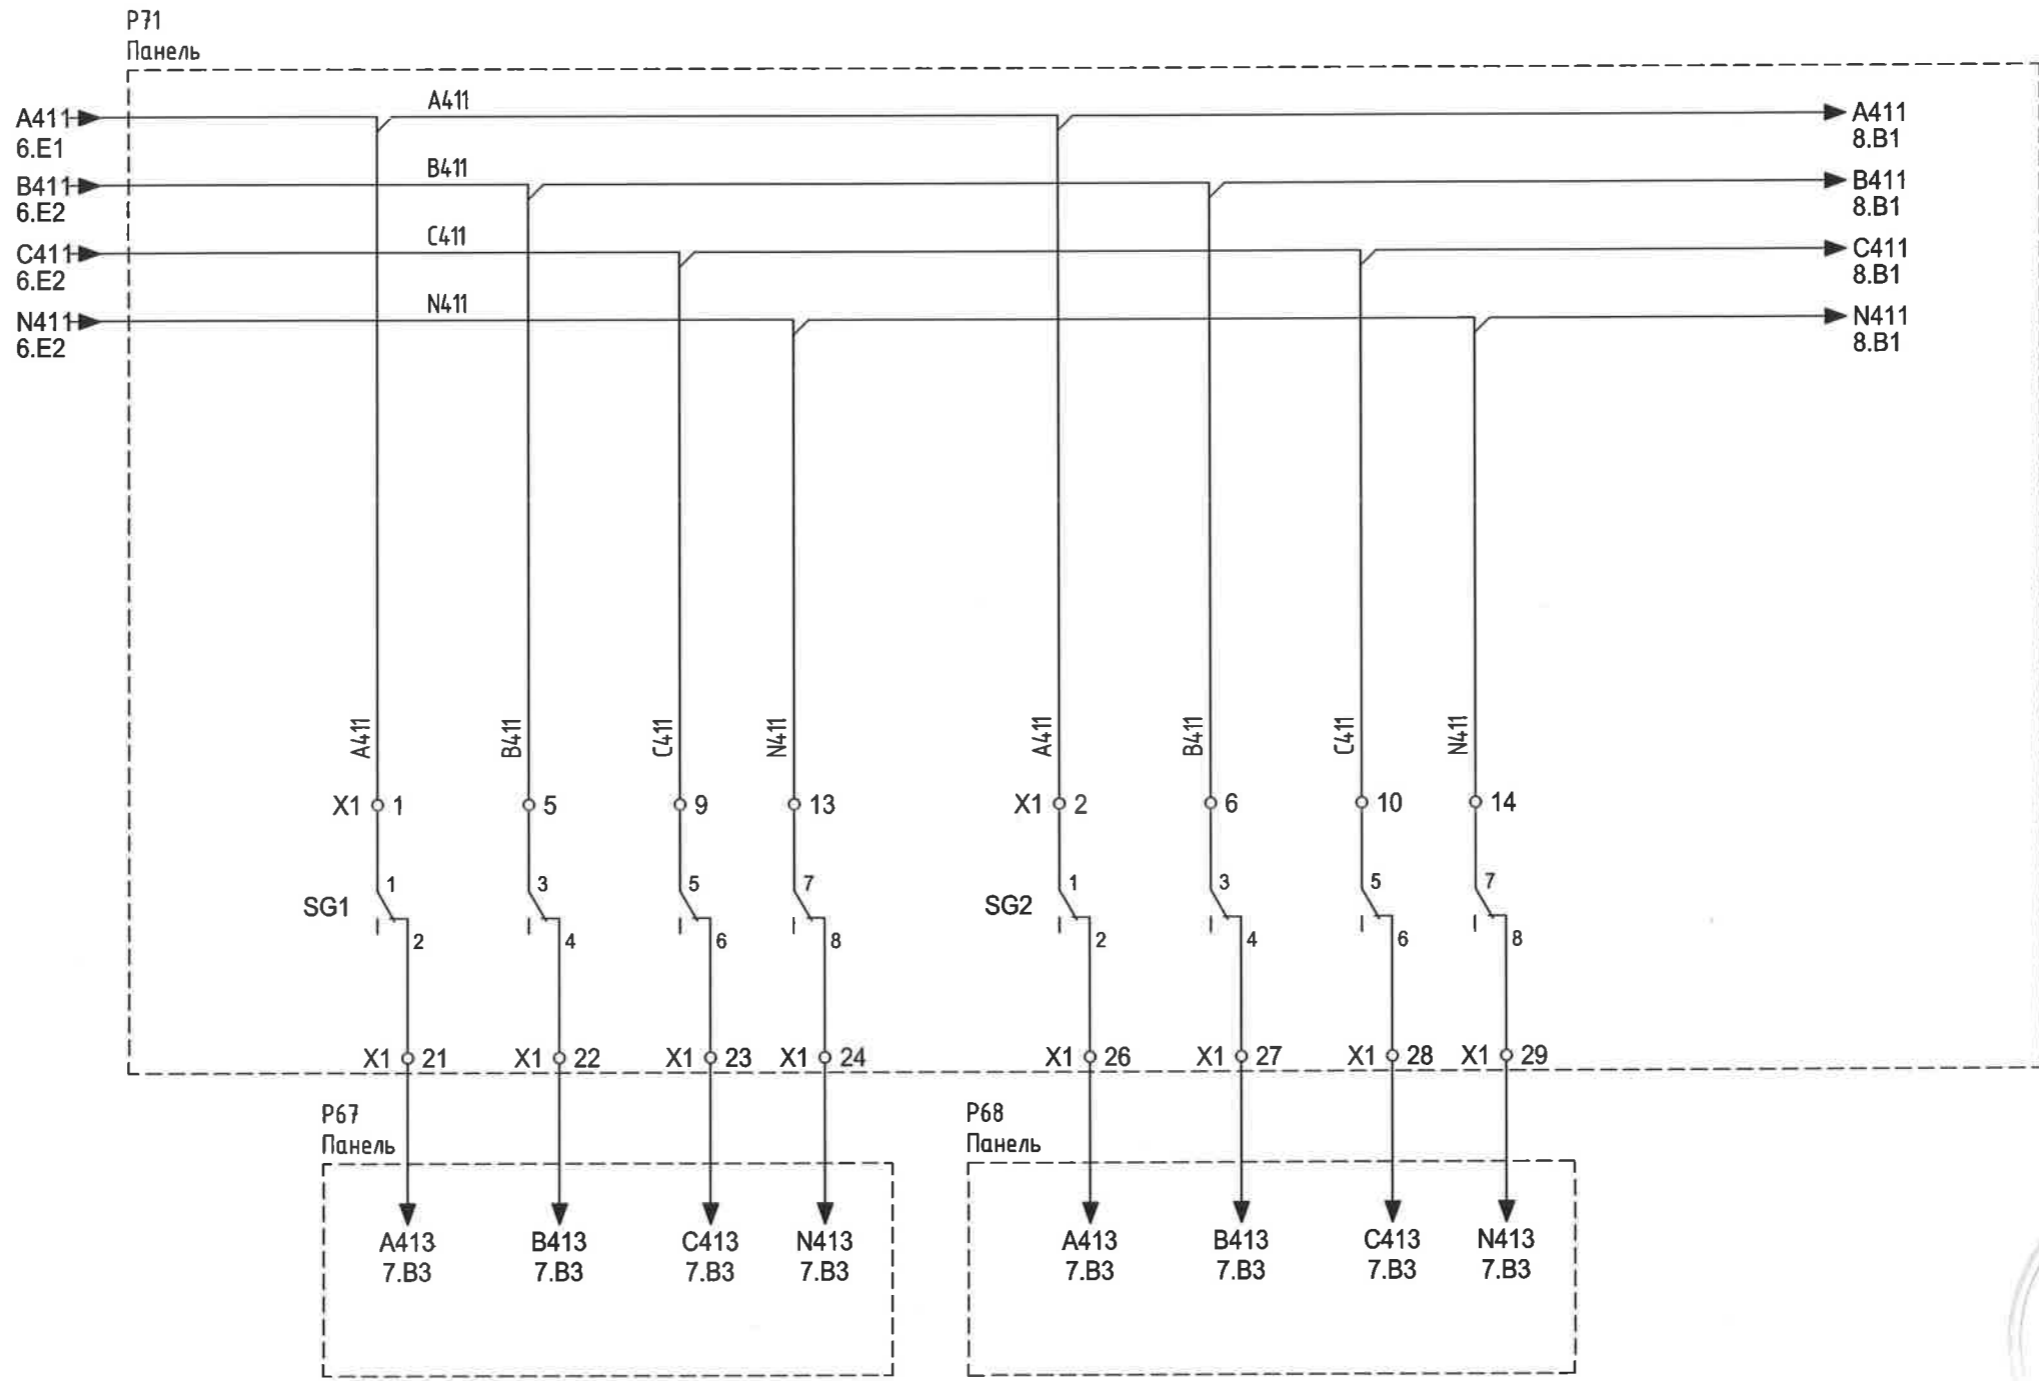 P71
Панель
A411
A411
A411
6.E1
8.B1
B411
B411
B411
6.E2
8.B1
C411
C411
C411
6.E2
8.B1
N411
N411
N411
6.E2
8.B1
A411
B411
C411
N411
A411
B411
C411
N411
X1 1
5
9
13
X1 2
6
10
14
SG1
1
3
5
7
SG2
1
3
5
7
2
4
6
8
2
4
6
8
X1 21
X1 22
X1 23
X1 24
X1 26
X1 27
X1 28
X1 29
P67
Панель
P68
Панель
A413
B413
C413
N413
A413
B413
C413
N413
7.B3
7.B3
7.B3
7.B3
7.B3
7.B3
7.B3
7.B3